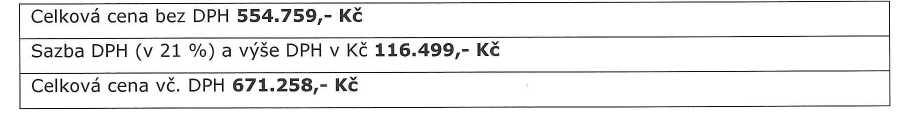 Celková cena bez DPH 554.759,- Kč
Sazba DPH (v 21 %) a výše DPH v Kč 116.499,- Kč
Celková cena vč. DPH 671.258,- Kč